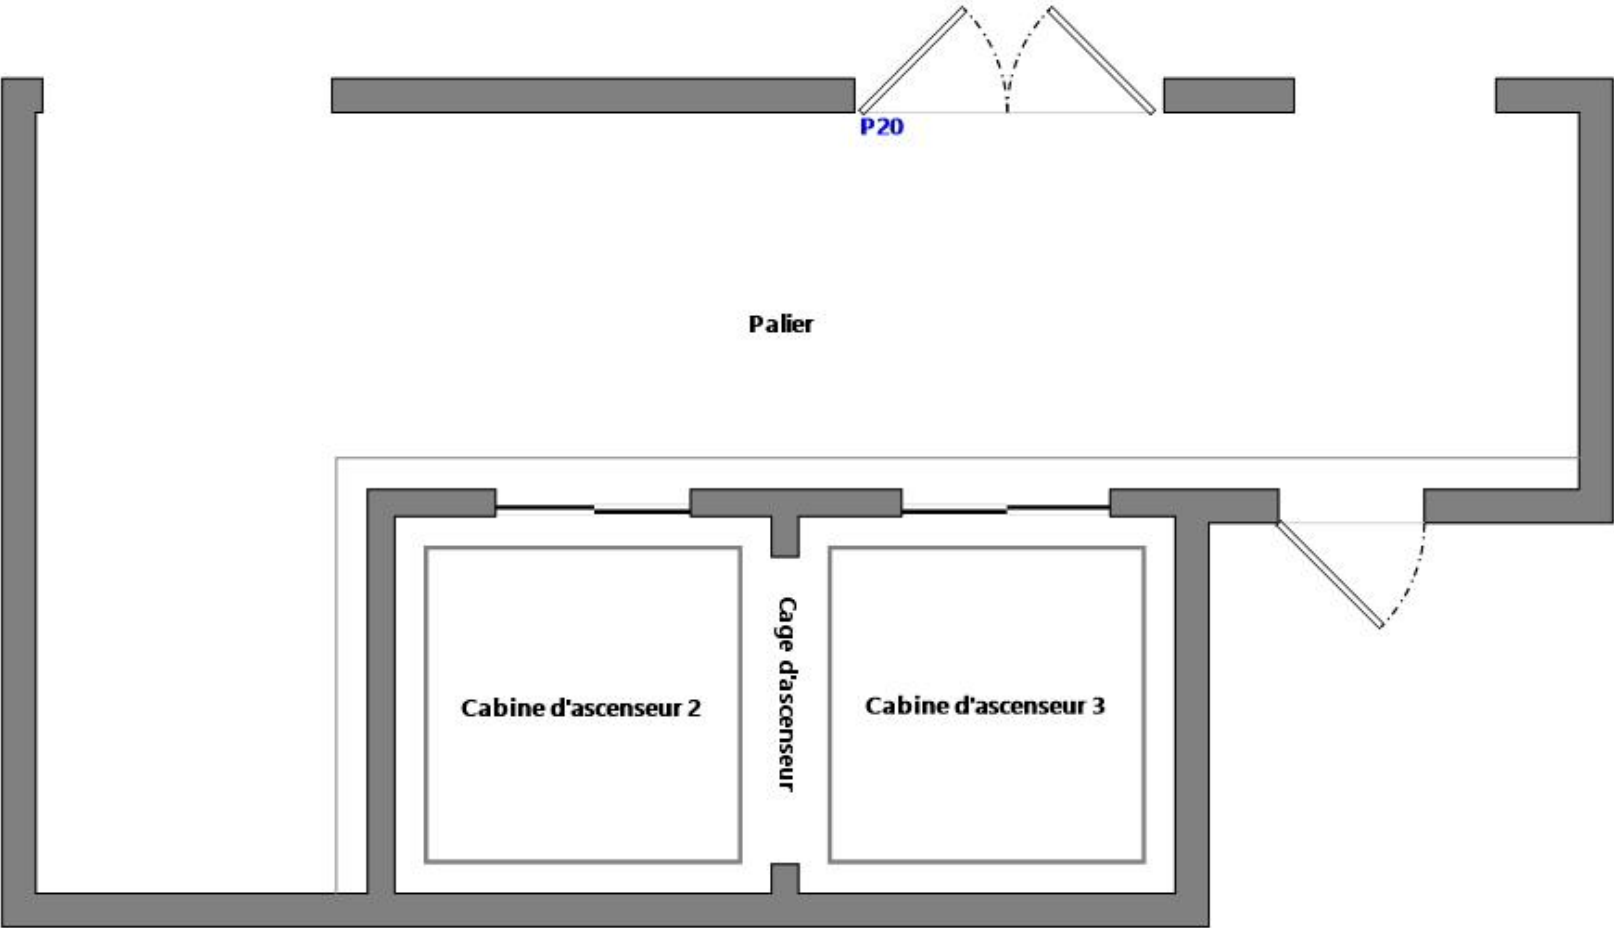 P20
Palier
Cage d'ascenseur
Cabine d'ascenseur 2
Cabine d'ascenseur 3